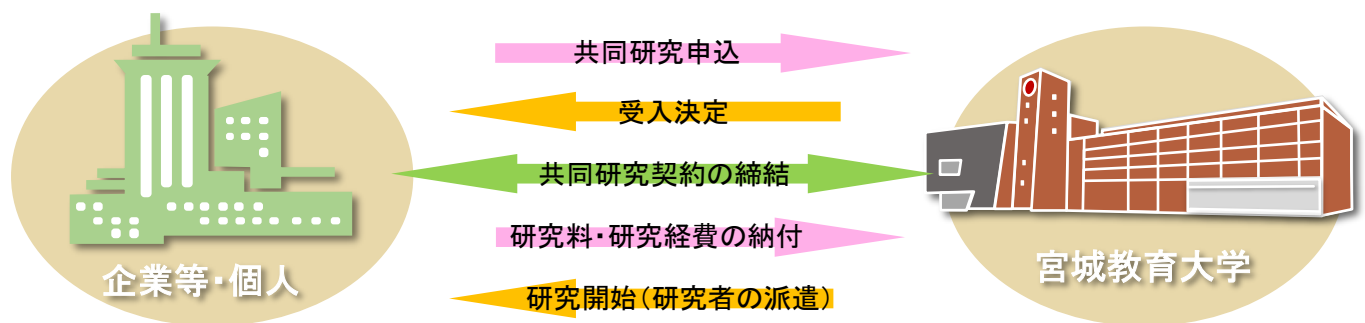 共同研究申込
受入決定
共同研究契約の締結
研究料・研究経費の納付
研究開始(研究者の派遣)
企業等・個人
宮城教育大学